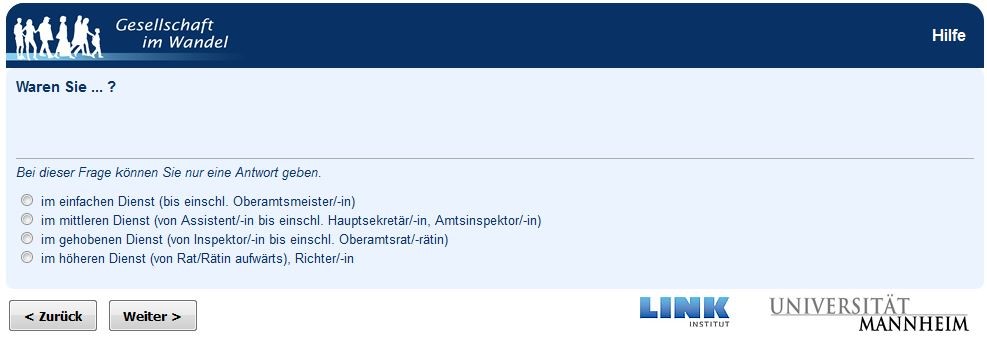 Gesellschaft
im Wandel
Hilfe
Waren Sie ... ?
Bei dieser Frage können Sie nur eine Antwort geben.
im einfachen Dienst (bis einschl. Oberamtsmeister/-in)
im mittleren Dienst (von Assistent/-in bis einschl. Hauptsekretär/-in, Amtsinspektor/-in)
im gehobenen Dienst (von Inspektor/-in bis einschl. Oberamtsrat/-rätin)
im höheren Dienst (von Rat/Rätin aufwärts), Richter/-in
< Zurück
Weiter >
LINK
INSTITUT
UNIVERSITÄT
MANNHEIM